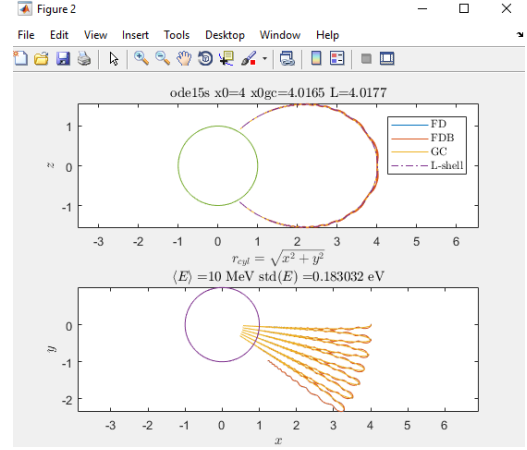 Figure 2
File Edit View Insert Tools Desktop Window Help
ode15s x0=4 x0gc=4.0165 L=4.0177
1
0
-1
z
FD
FDB
GC
L-shell
-3 -2 -1 0 1 2 3 4 5 6
r_cyl = √x² + y²
⟨E⟩ =10 MeV std(E) =0.183032 eV
0
-1
-2
y
-3 -2 -1 0 1 2 3 4 5 6
x